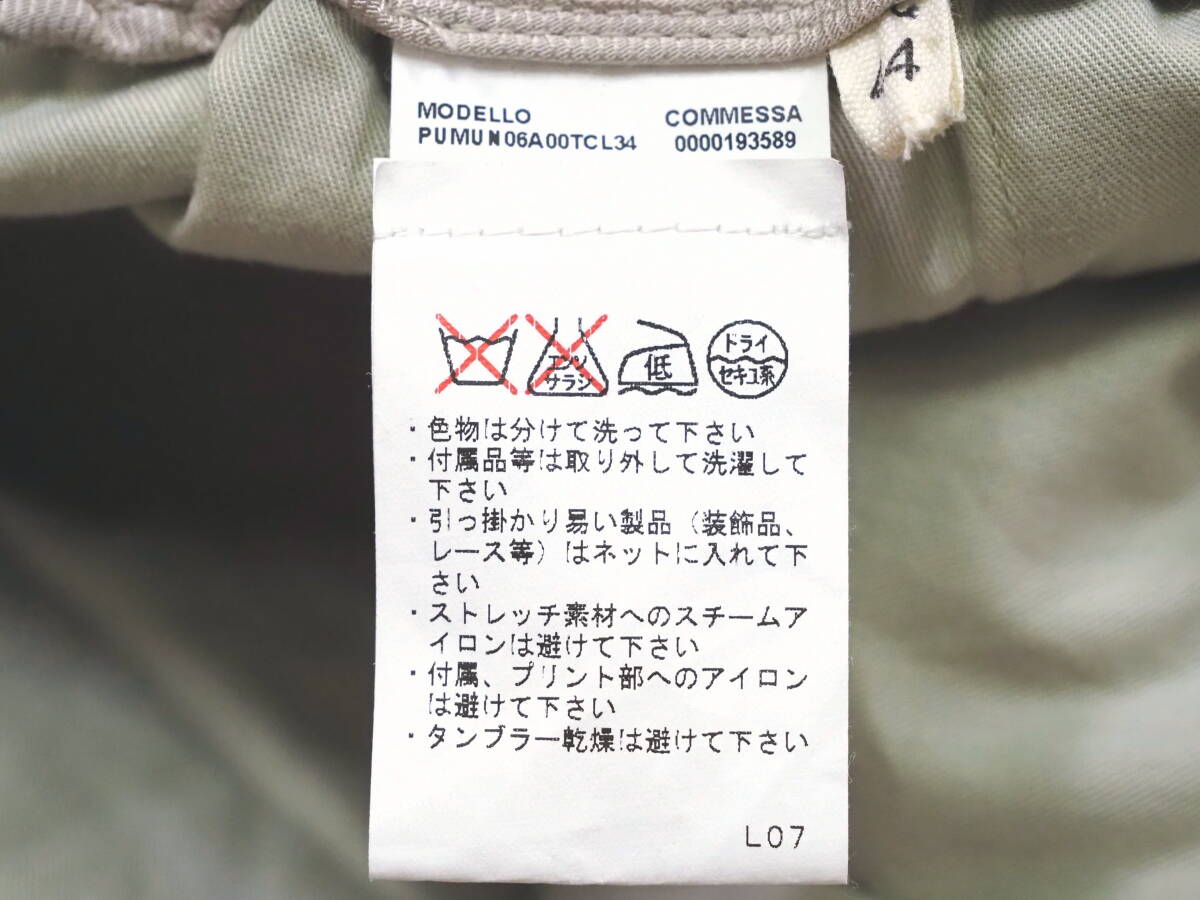 MODELLO COMMESSA
PUMUN06A00TCL34 0000193589
A
エンソ
サラシ
低
ドライ
セキユ系
・色物は分けて洗って下さい
・付属品等は取り外して洗濯して
下さい
・引っ掛かり易い製品（装飾品、
レース等）はネットに入れて下
さい
・ストレッチ素材へのスチームア
イロンは避けて下さい
・付属、プリント部へのアイロン
は避けて下さい
・タンブラー乾燥は避けて下さい
L07